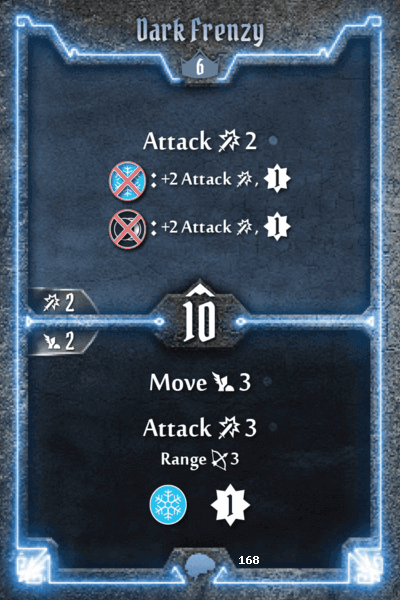 Dark Frenzy
6
Attack 2
: +2 Attack , 1
: +2 Attack , 1
2
10
2
Move 3
Attack 3
Range 3
1
168